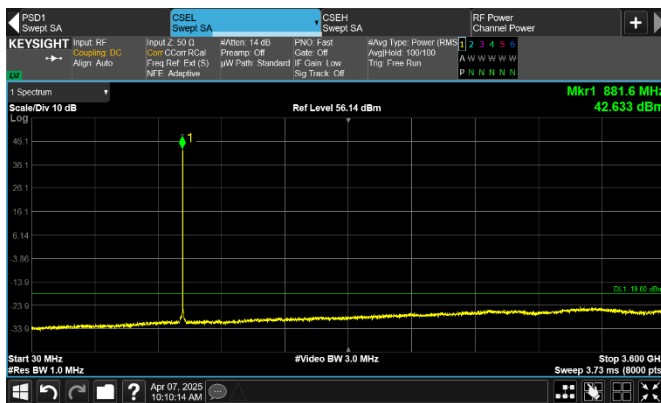 PSD1
Swept SA
CSEL
Swept SA
CSEH
Swept SA
RF Power
Channel Power
KEYSIGHT
Input: RF
Coupling: DC
Align: Auto
Input Z: 50 Ω
Corr CCorr RCal
Freq Ref: Ext (S)
NFE: Adaptive
#Atten: 14 dB
Preamp: Off
µW Path: Standard
PNO: Fast
Gate: Off
IF Gain: Low
Sig Track: Off
#Avg Type: Power (RMS
Avg|Hold: 100/100
Trig: Free Run
1 2 3 4 5 6
A W W W W W
P N N N N N
1 Spectrum
Scale/Div 10 dB
Log
Ref Level 56.14 dBm
Mkr1 881.6 MHz
42.633 dBm
1
46.1
36.1
26.1
16.1
6.14
-3.86
-13.9
-23.9
-33.9
Start 30 MHz
#Res BW 1.0 MHz
#Video BW 3.0 MHz
Stop 3.600 GH
Sweep 3.73 ms (8000 pts
Apr 07, 2025
10:10:14 AM